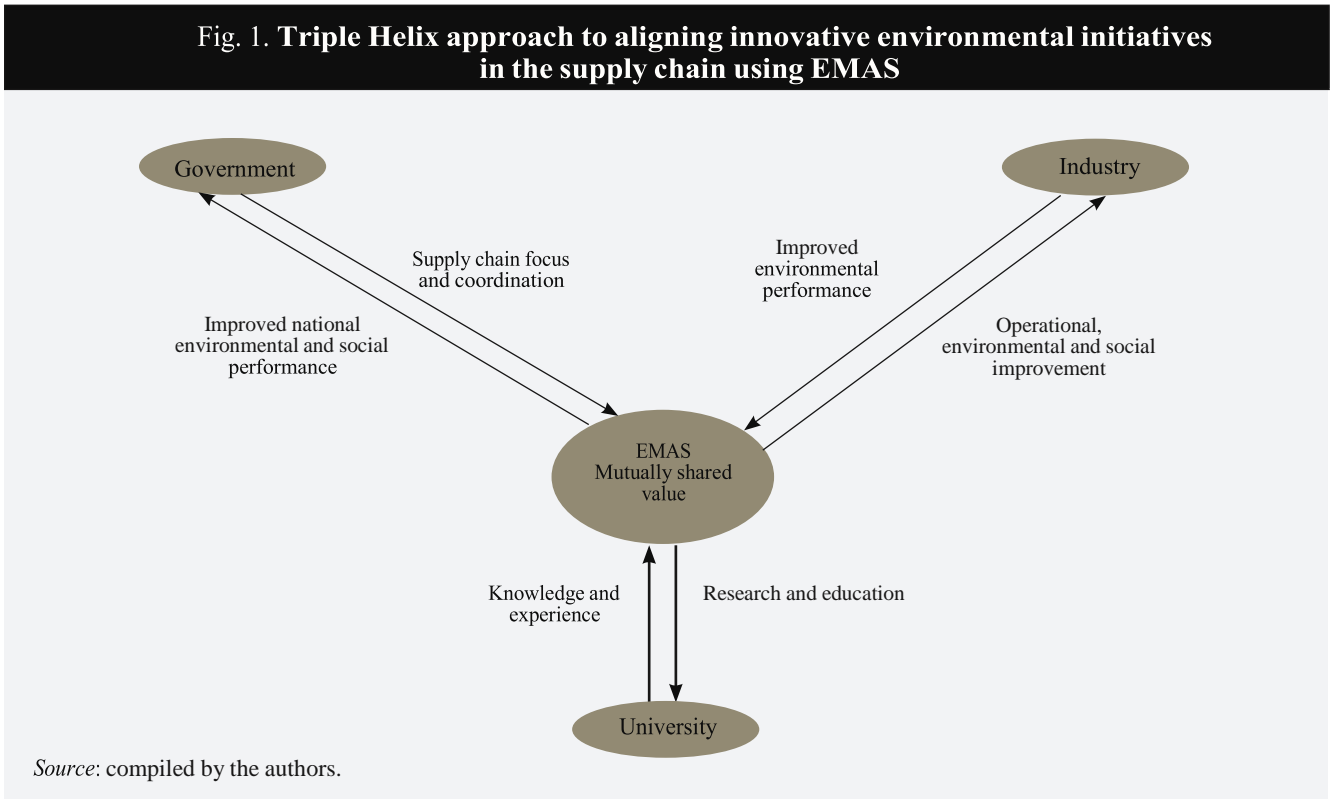 Fig. 1. Triple Helix approach to aligning innovative environmental initiatives
in the supply chain using EMAS
Government
Industry
Supply chain focus
and coordination
Improved
environmental
performance
Improved national
environmental and social
performance
Operational,
environmental and social
improvement
EMAS
Mutually shared
value
Knowledge and
experience
Research and education
University
Source: compiled by the authors.